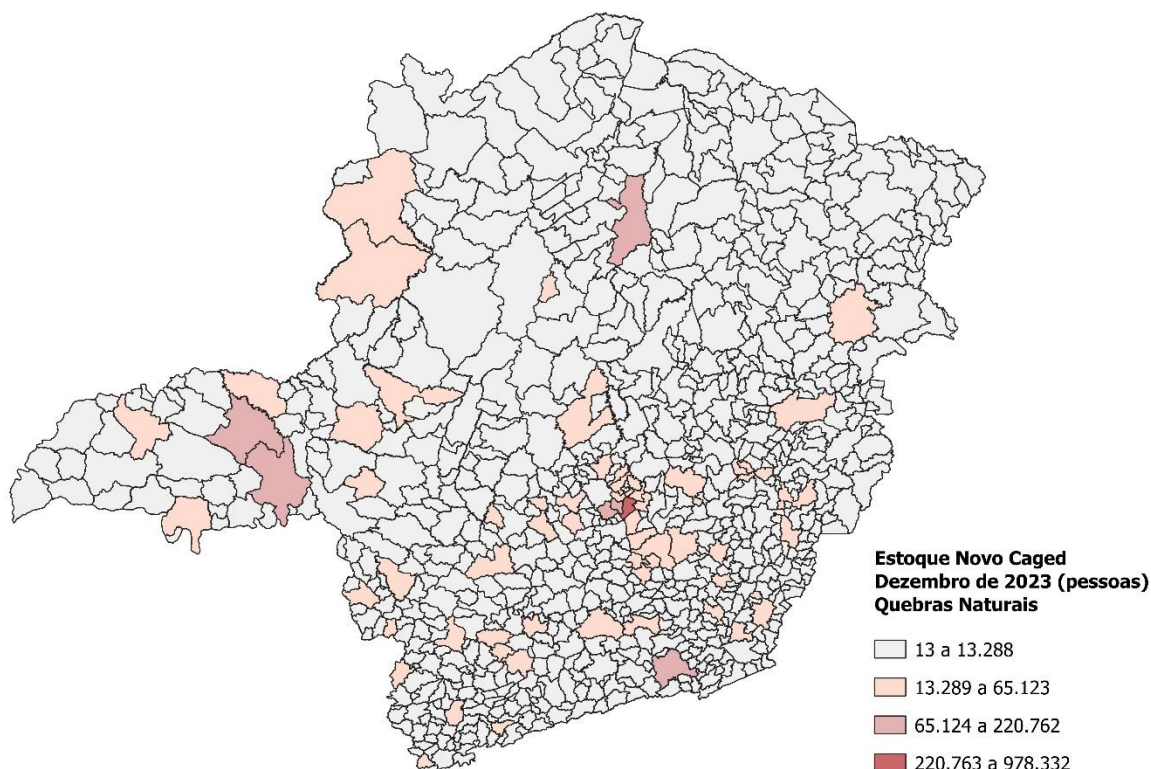 Estoque Novo Caged
Dezembro de 2023 (pessoas)
Quebras Naturais
13 a 13.288
13.289 a 65.123
65.124 a 220.762
220.763 a 978.332